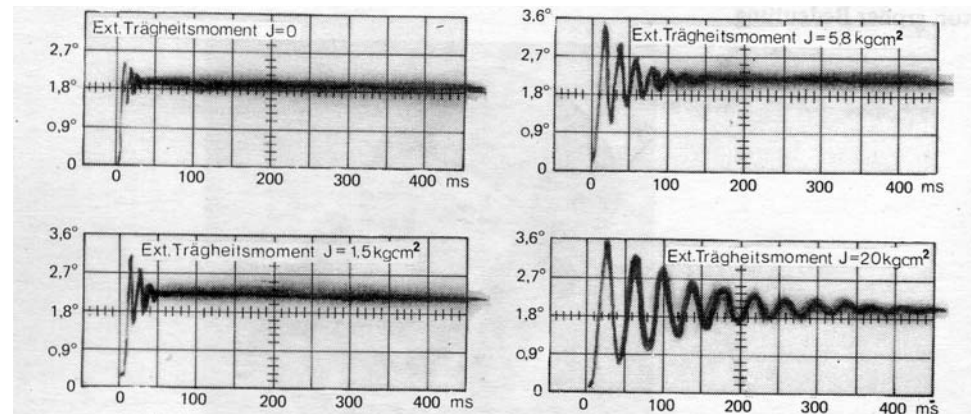 Ext. Trägheitsmoment J=0
2,7°
1,8°
0,9°
0
0 200 300 400 ms
3,6°
Ext. Trägheitsmoment J = 5,8 kgcm²
2,7°
1,8°
0,9°
0
0 100 200 300 400 ms
3,6°
Ext. Trägheitsmoment J = 1,5 kgcm²
2,7°
1,8°
0,9°
0
0 200 300 400 ms
3,6°
Ext. Trägheitsmoment J=20 kgcm²
2,7°
1,8°
0,9°
0
0 100 200 300 400 ms